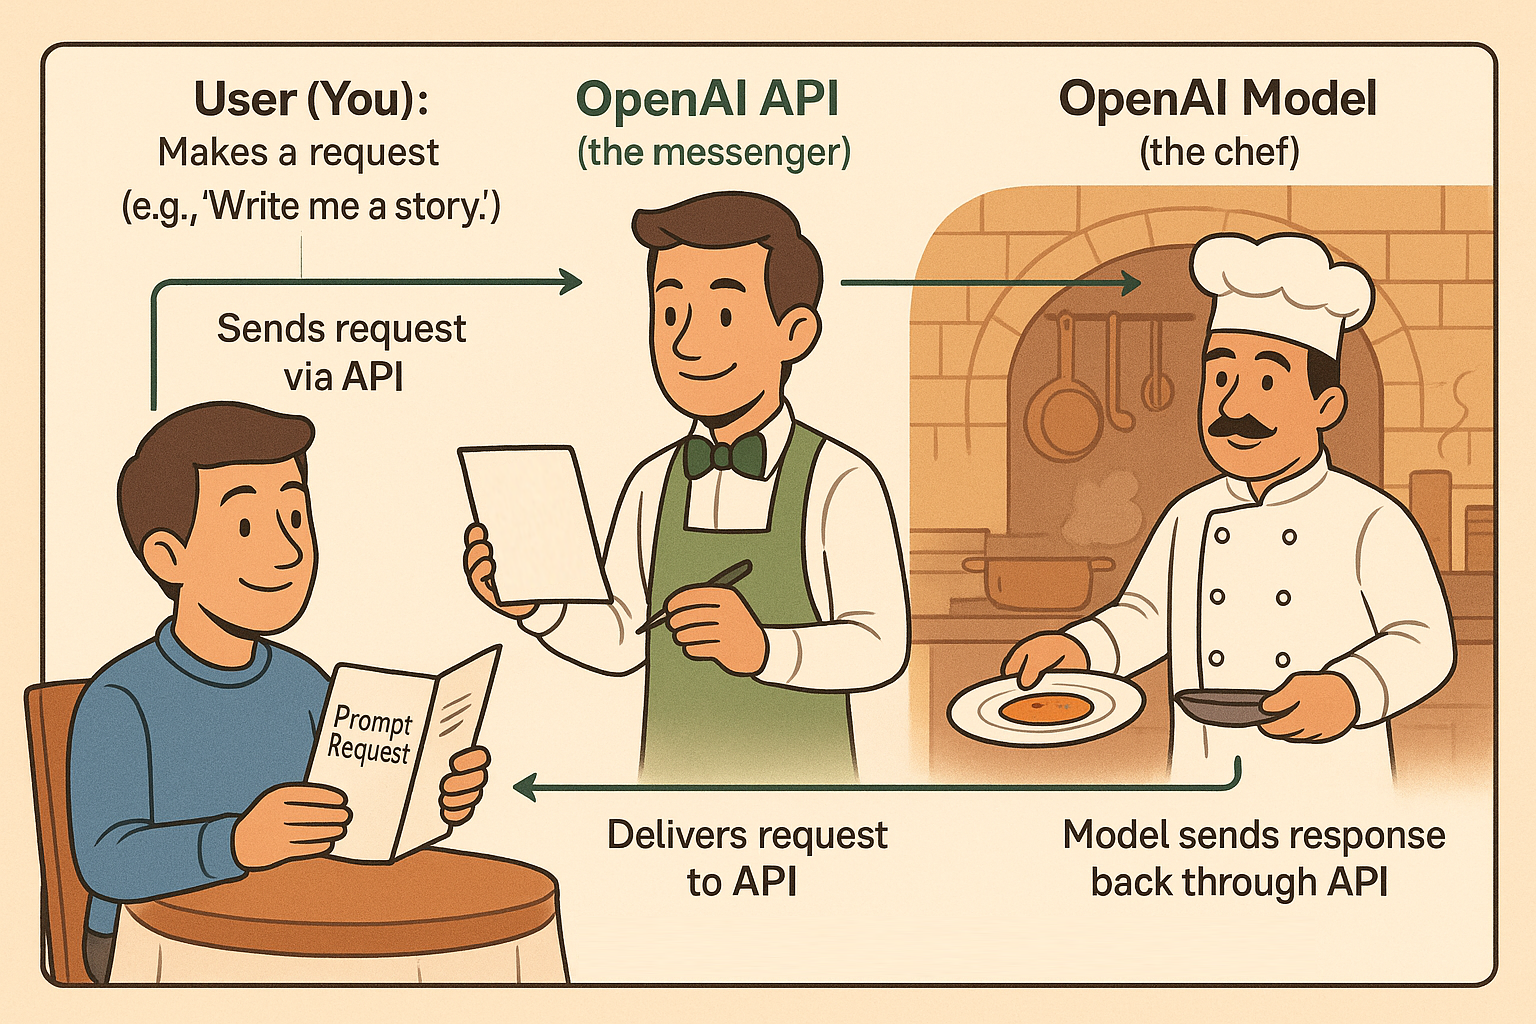 User (You):
Makes a request
(e.g., ‘Write me a story.’)
OpenAI API
(the messenger)
OpenAI Model
(the chef)
Sends request
via API
Prompt
Request
Delivers request
to API
Model sends response
back through API